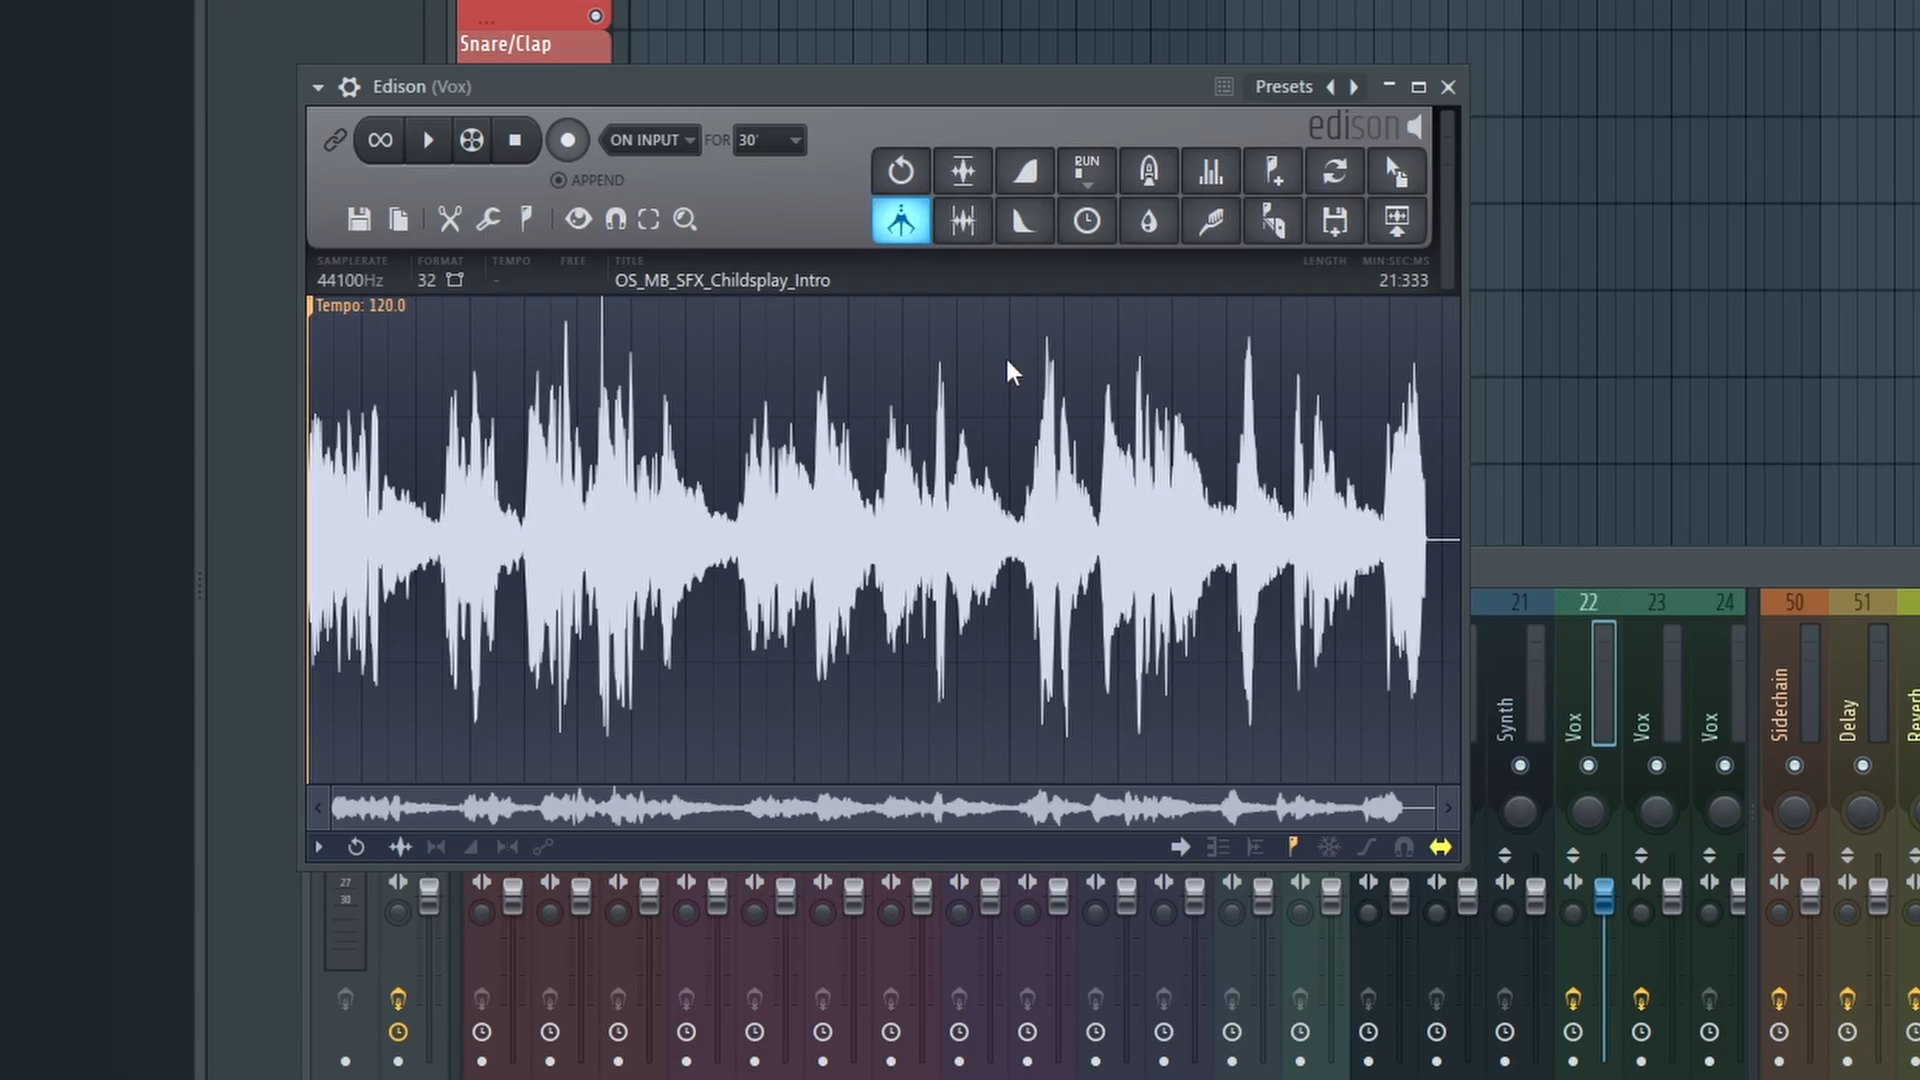 ...
Snare/Clap
Edison (Vox)
Presets
edison
ON INPUT
FOR
30'
RUN
APPEND
SAMPLERATE
FORMAT
TEMPO
FREE
TITLE
LENGTH
MIN:SEC:MS
44100Hz
32
-
OS_MB_SFX_Childsplay_Intro
21:333
Tempo: 120.0
21
22
23
24
50
51
Synth
Vox
Vox
Vox
Sidechain
Delay
Reverb
27
30